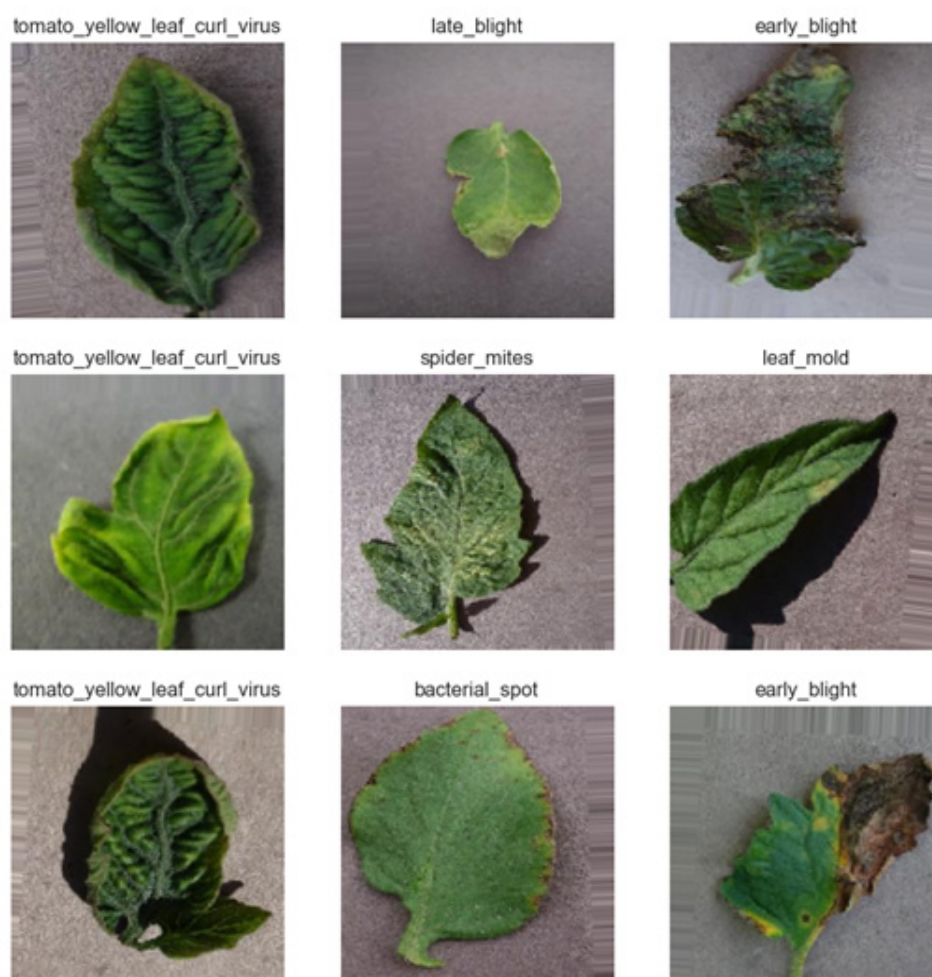 tomato_yellow_leaf_curl_virus
late_blight
early_blight
tomato_yellow_leaf_curl_virus
spider_mites
leaf_mold
tomato_yellow_leaf_curl_virus
bacterial_spot
early_blight